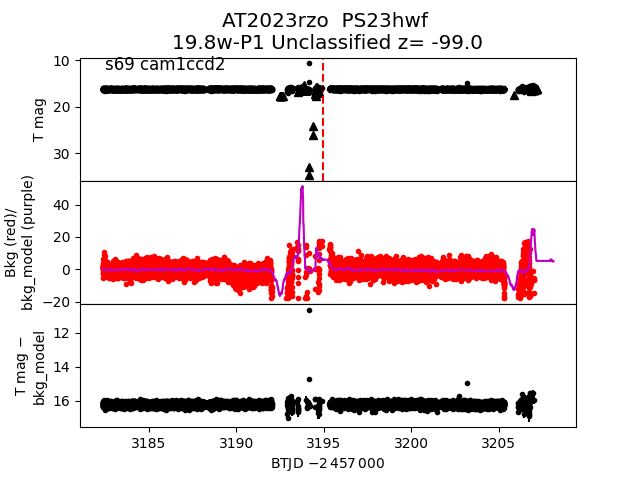 AT2023rzo  PS23hwf
19.8w-P1 Unclassified z= -99.0
s69 cam1ccd2
10
20
30
T mag
40
20
0
−20
Bkg (red)/
bkg_model (purple)
12
14
16
T mag −
bkg_model
3185
3190
3195
3200
3205
BTJD −2 457 000